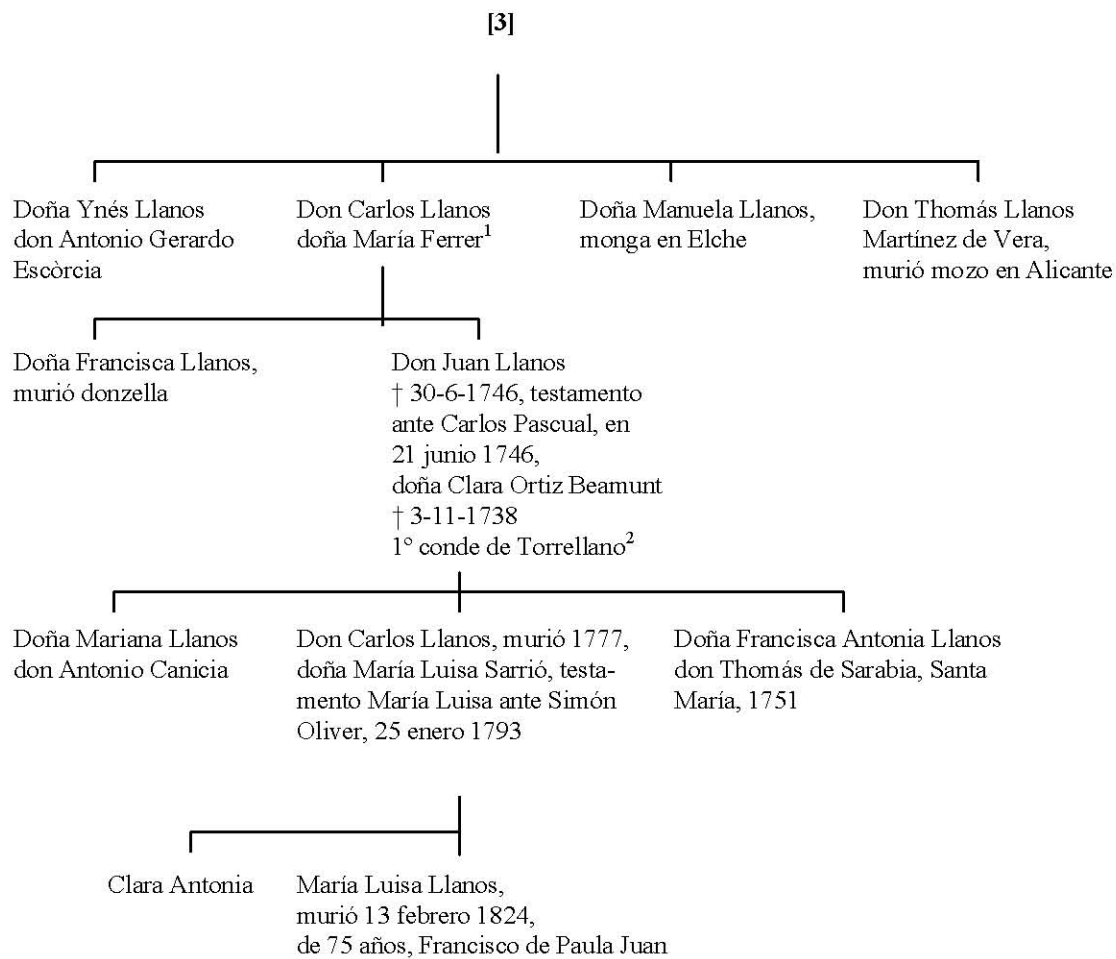 [3]
Doña Ynés Llanos
don Antonio Gerardo
Escòrcia
Don Carlos Llanos
doña María Ferrer¹
Doña Manuela Llanos,
monga en Elche
Don Thomás Llanos
Martínez de Vera,
murió mozo en Alicante
Doña Francisca Llanos,
murió donzella
Don Juan Llanos
† 30-6-1746, testamento
ante Carlos Pascual, en
21 junio 1746,
doña Clara Ortiz Beamunt
† 3-11-1738
1º conde de Torrellano²
Doña Mariana Llanos
don Antonio Canicia
Don Carlos Llanos, murió 1777,
doña María Luisa Sarrió, testa-
mento María Luisa ante Simón
Oliver, 25 enero 1793
Doña Francisca Antonia Llanos
don Thomás de Sarabia, Santa
María, 1751
Clara Antonia
María Luisa Llanos,
murió 13 febrero 1824,
de 75 años, Francisco de Paula Juan